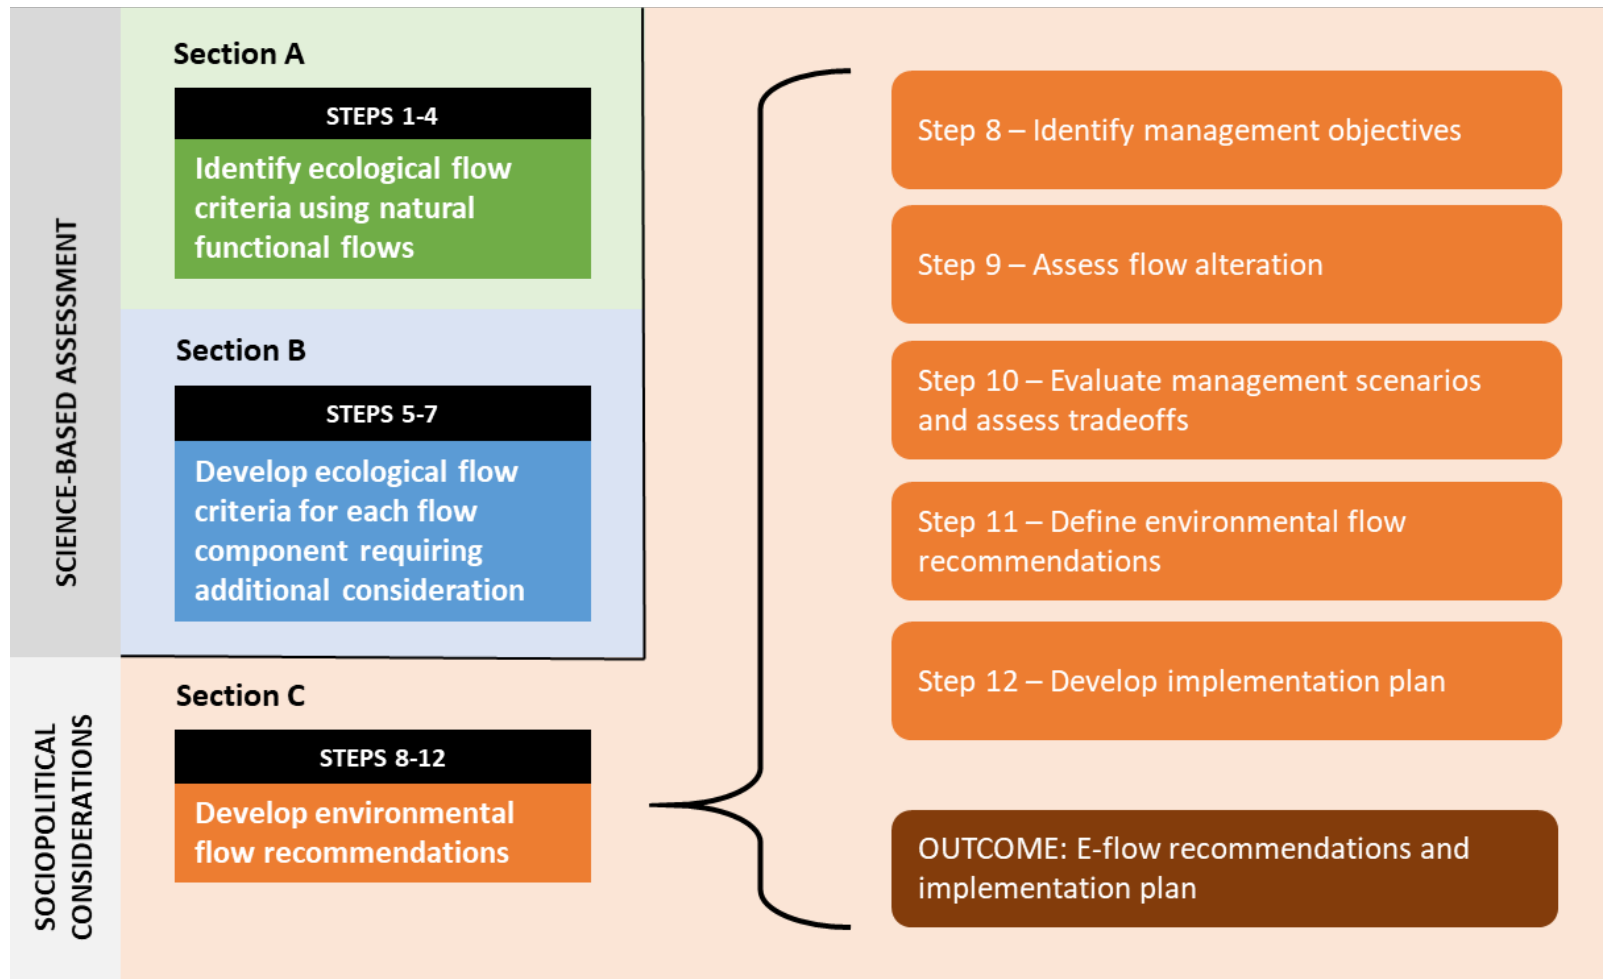 SCIENCE-BASED ASSESSMENT
Section A
STEPS 1-4
Identify ecological flow
criteria using natural
functional flows
Section B
STEPS 5-7
Develop ecological flow
criteria for each flow
component requiring
additional consideration
SOCIOPOLITICAL
CONSIDERATIONS
Section C
STEPS 8-12
Develop environmental
flow recommendations
Step 8 – Identify management objectives
Step 9 – Assess flow alteration
Step 10 – Evaluate management scenarios
and assess tradeoffs
Step 11 – Define environmental flow
recommendations
Step 12 – Develop implementation plan
OUTCOME: E-flow recommendations and
implementation plan